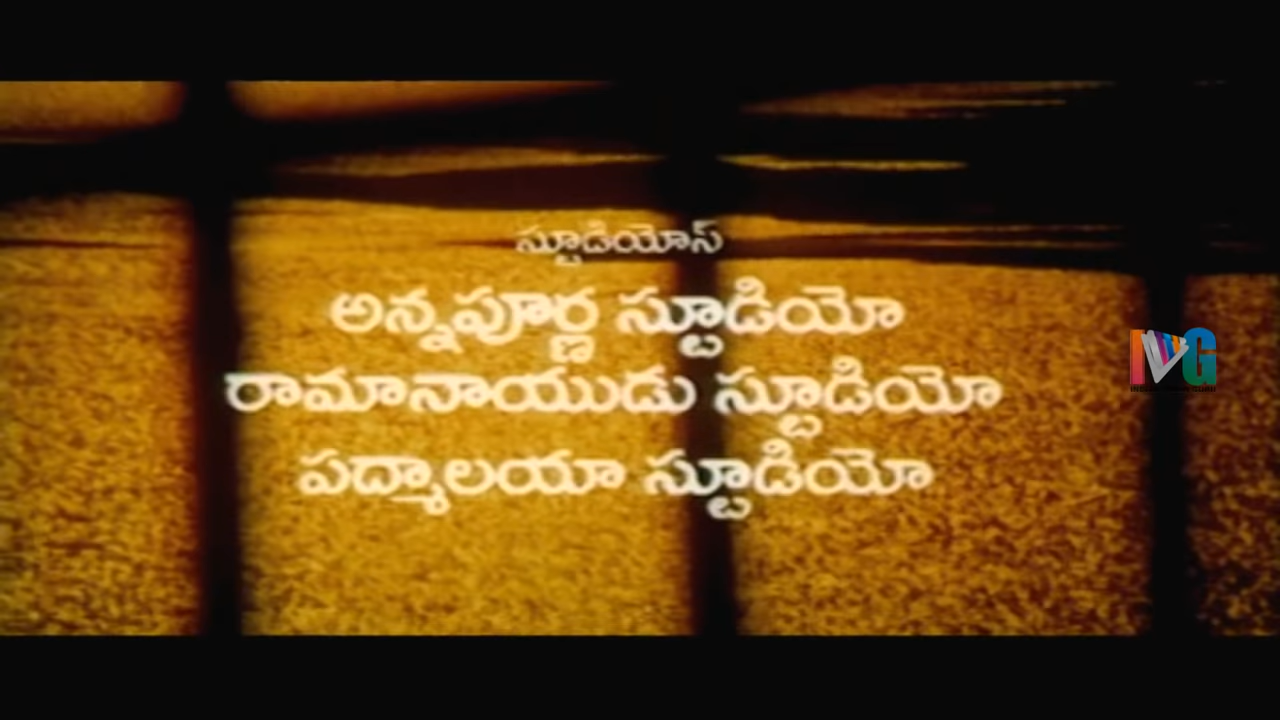 స్టూడియోస్
అన్నపూర్ణ స్టూడియో
రామానాయుడు స్టూడియో
పద్మాలయా స్టూడియో